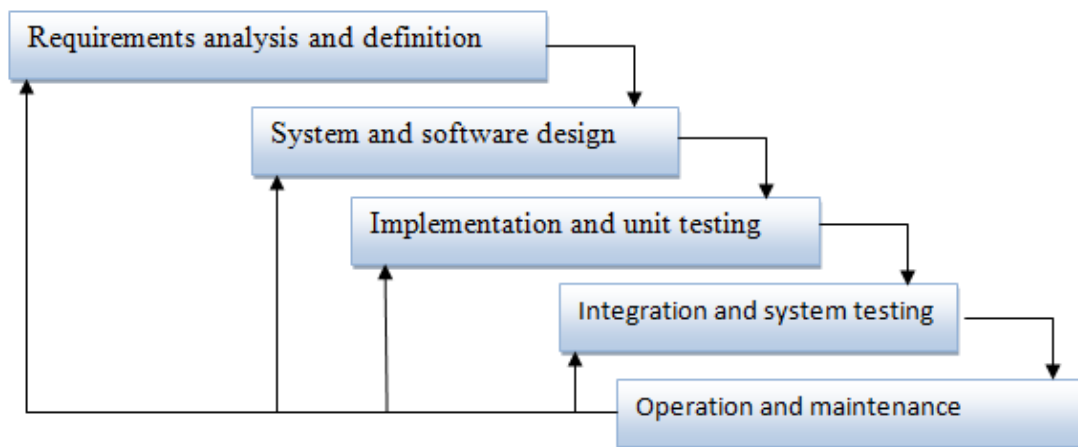 Requirements analysis and definition
System and software design
Implementation and unit testing
Integration and system testing
Operation and maintenance